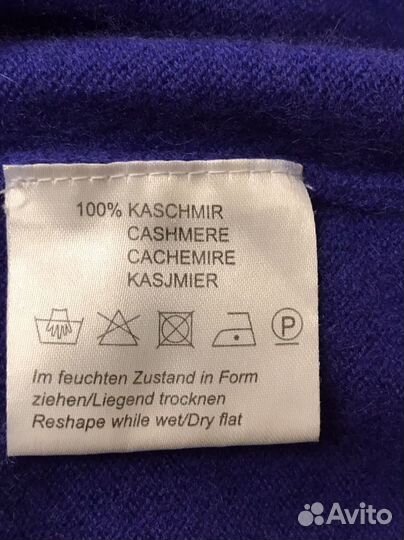 100% KASCHMIR
CASHMERE
CACHEMIRE
KASJMIER
P
Im feuchten Zustand in Form
ziehen/Liegend trocknen
Reshape while wet/Dry flat
Avito